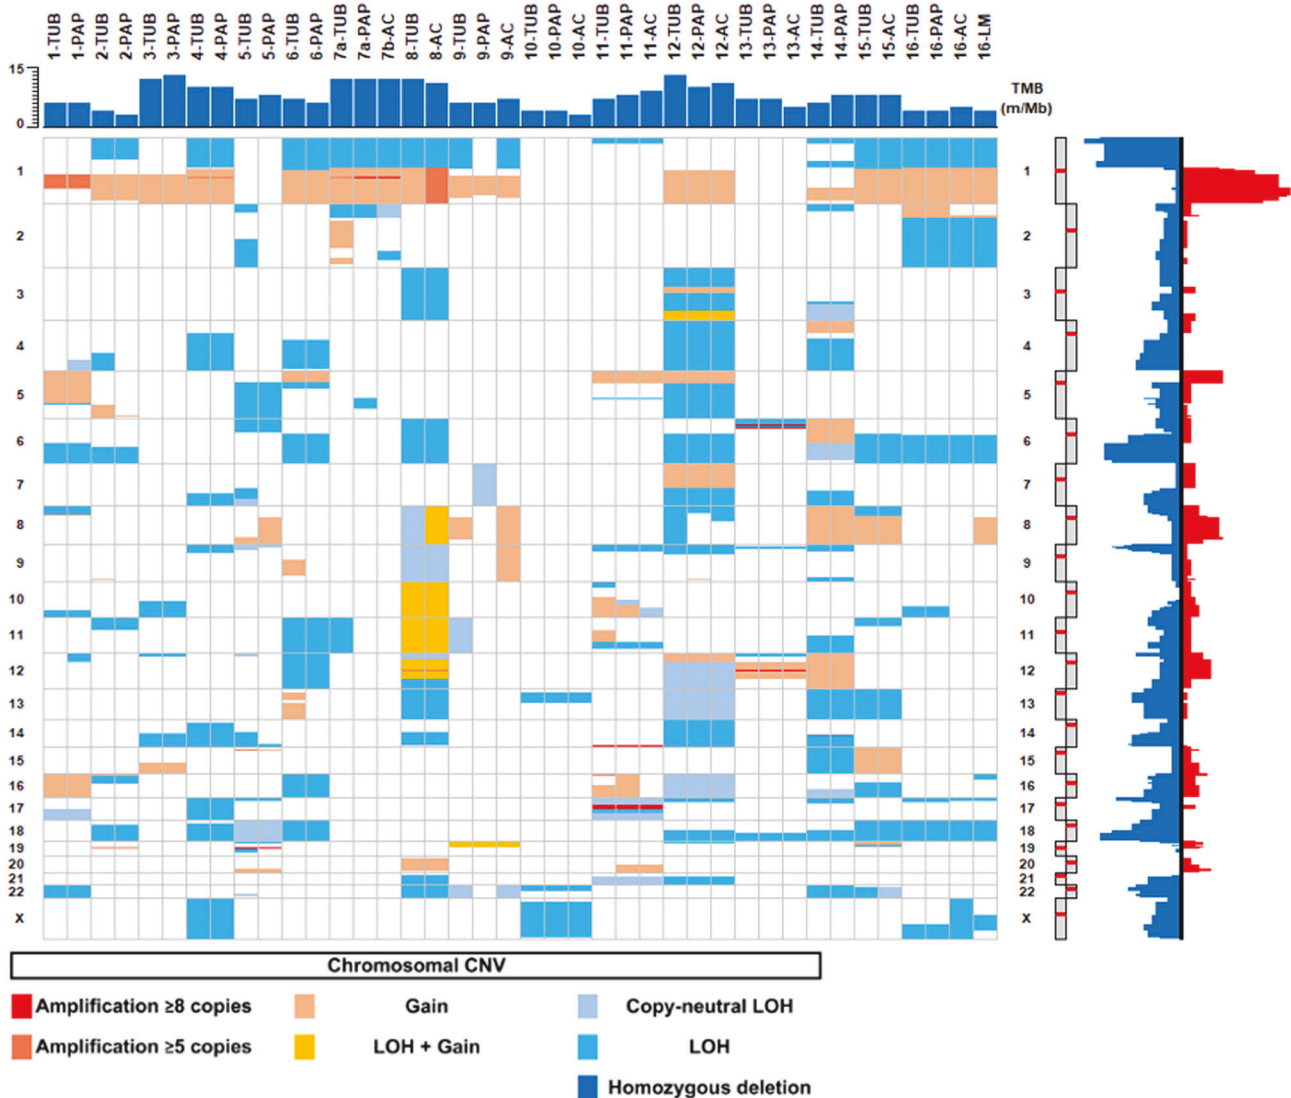 1-TUB
1-PAP
2-TUB
2-PAP
3-TUB
3-PAP
4-TUB
4-PAP
5-TUB
5-PAP
6-TUB
6-PAP
7a-TUB
7a-PAP
7b-AC
8-TUB
8-AC
9-TUB
9-PAP
9-AC
10-TUB
10-PAP
10-AC
11-TUB
11-PAP
11-AC
12-TUB
12-PAP
12-AC
13-TUB
13-PAP
13-AC
14-TUB
14-PAP
15-TUB
15-AC
16-TUB
16-PAP
16-AC
16-LM
15
0
TMB
(m/Mb)
1 1
2 2
3 3
4 4
5 5
6 6
7 7
8 8
9 9
10 10
11 11
12 12
13 13
14 14
15 15
16 16
17 17
18 18
19 19
20 20
21 21
22 22
X X
Chromosomal CNV
Amplification ≥8 copies Gain Copy-neutral LOH
Amplification ≥5 copies LOH + Gain LOH
Homozygous deletion